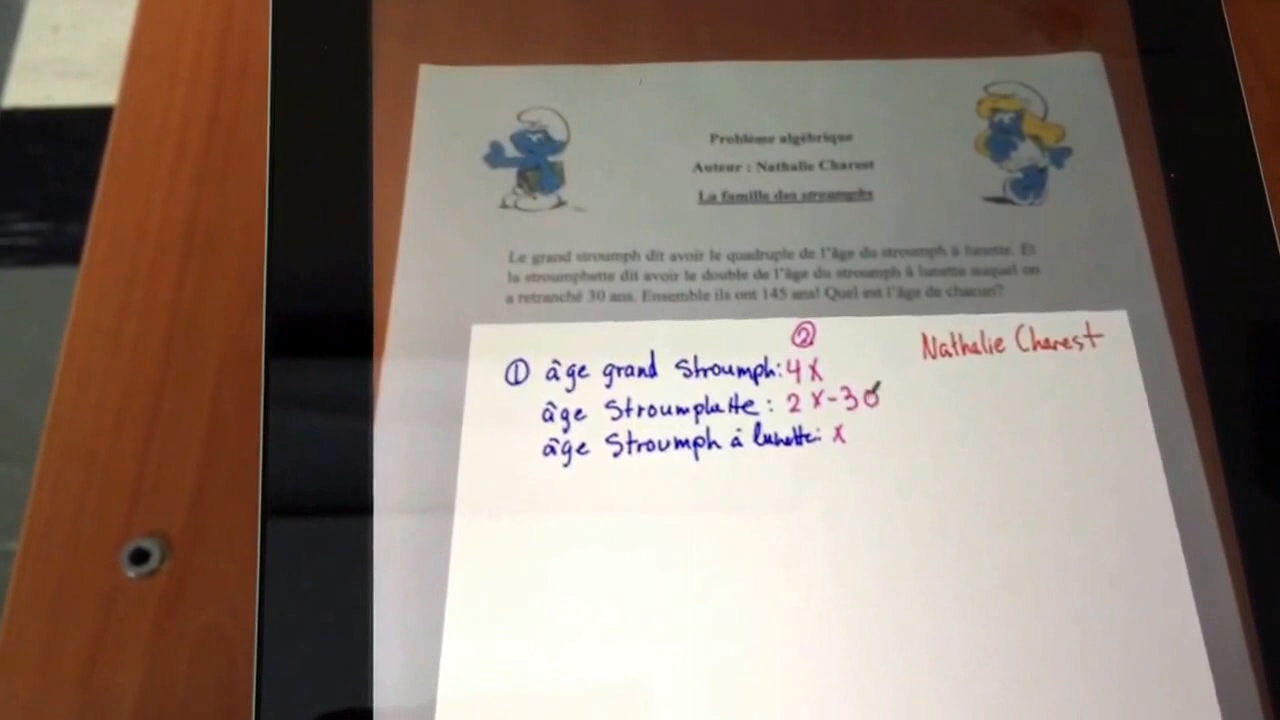 Problème algébrique
Auteur : Nathalie Charest
La famille des stroumphs
Le grand stroumph dit avoir le quadruple de l'âge du stroumph à lunette. Et
la stroumphette dit avoir le double de l'âge du stroumph à lunette auquel on
a retranché 30 ans. Ensemble ils ont 145 ans! Quel est l'âge de chacun?
②
Nathalie Charest
① âge grand Stroumph: 4x
âge Stroumphette: 2x-30
âge Stroumph à lunette: x